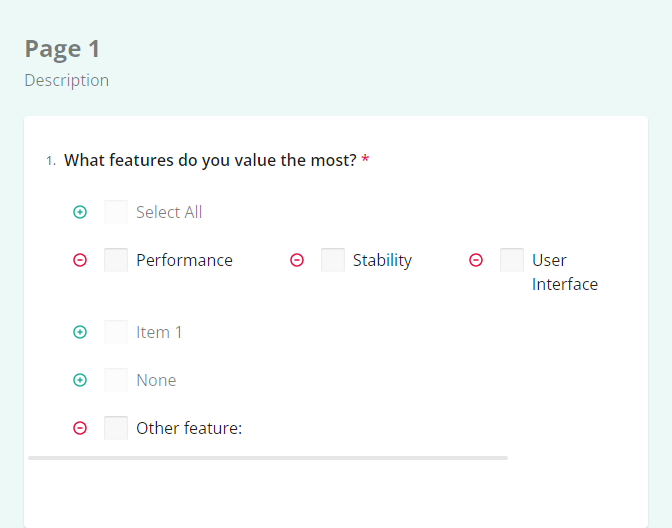 Page 1
Description
1. What features do you value the most? *
Select All
Performance Stability User
Interface
Item 1
None
Other feature: